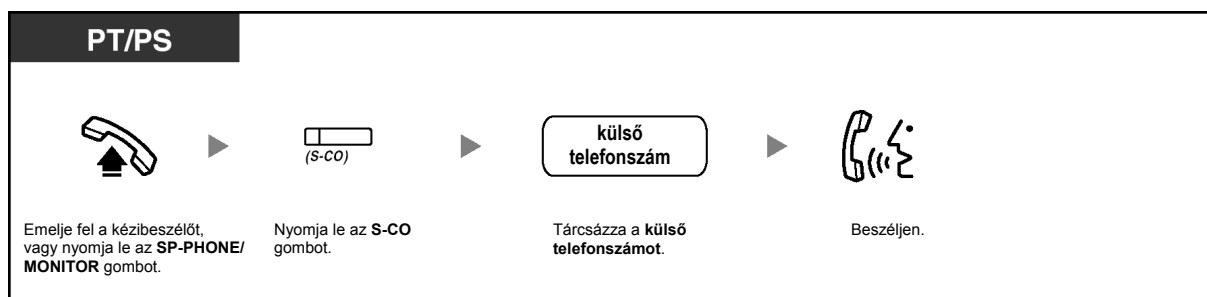 PT/PS
(S-CO)
külső
telefonszám
Emelje fel a kézibeszélőt,
vagy nyomja le az SP-PHONE/
MONITOR gombot.
Nyomja le az S-CO
gombot.
Tárcsázza a külső
telefonszámot.
Beszéljen.